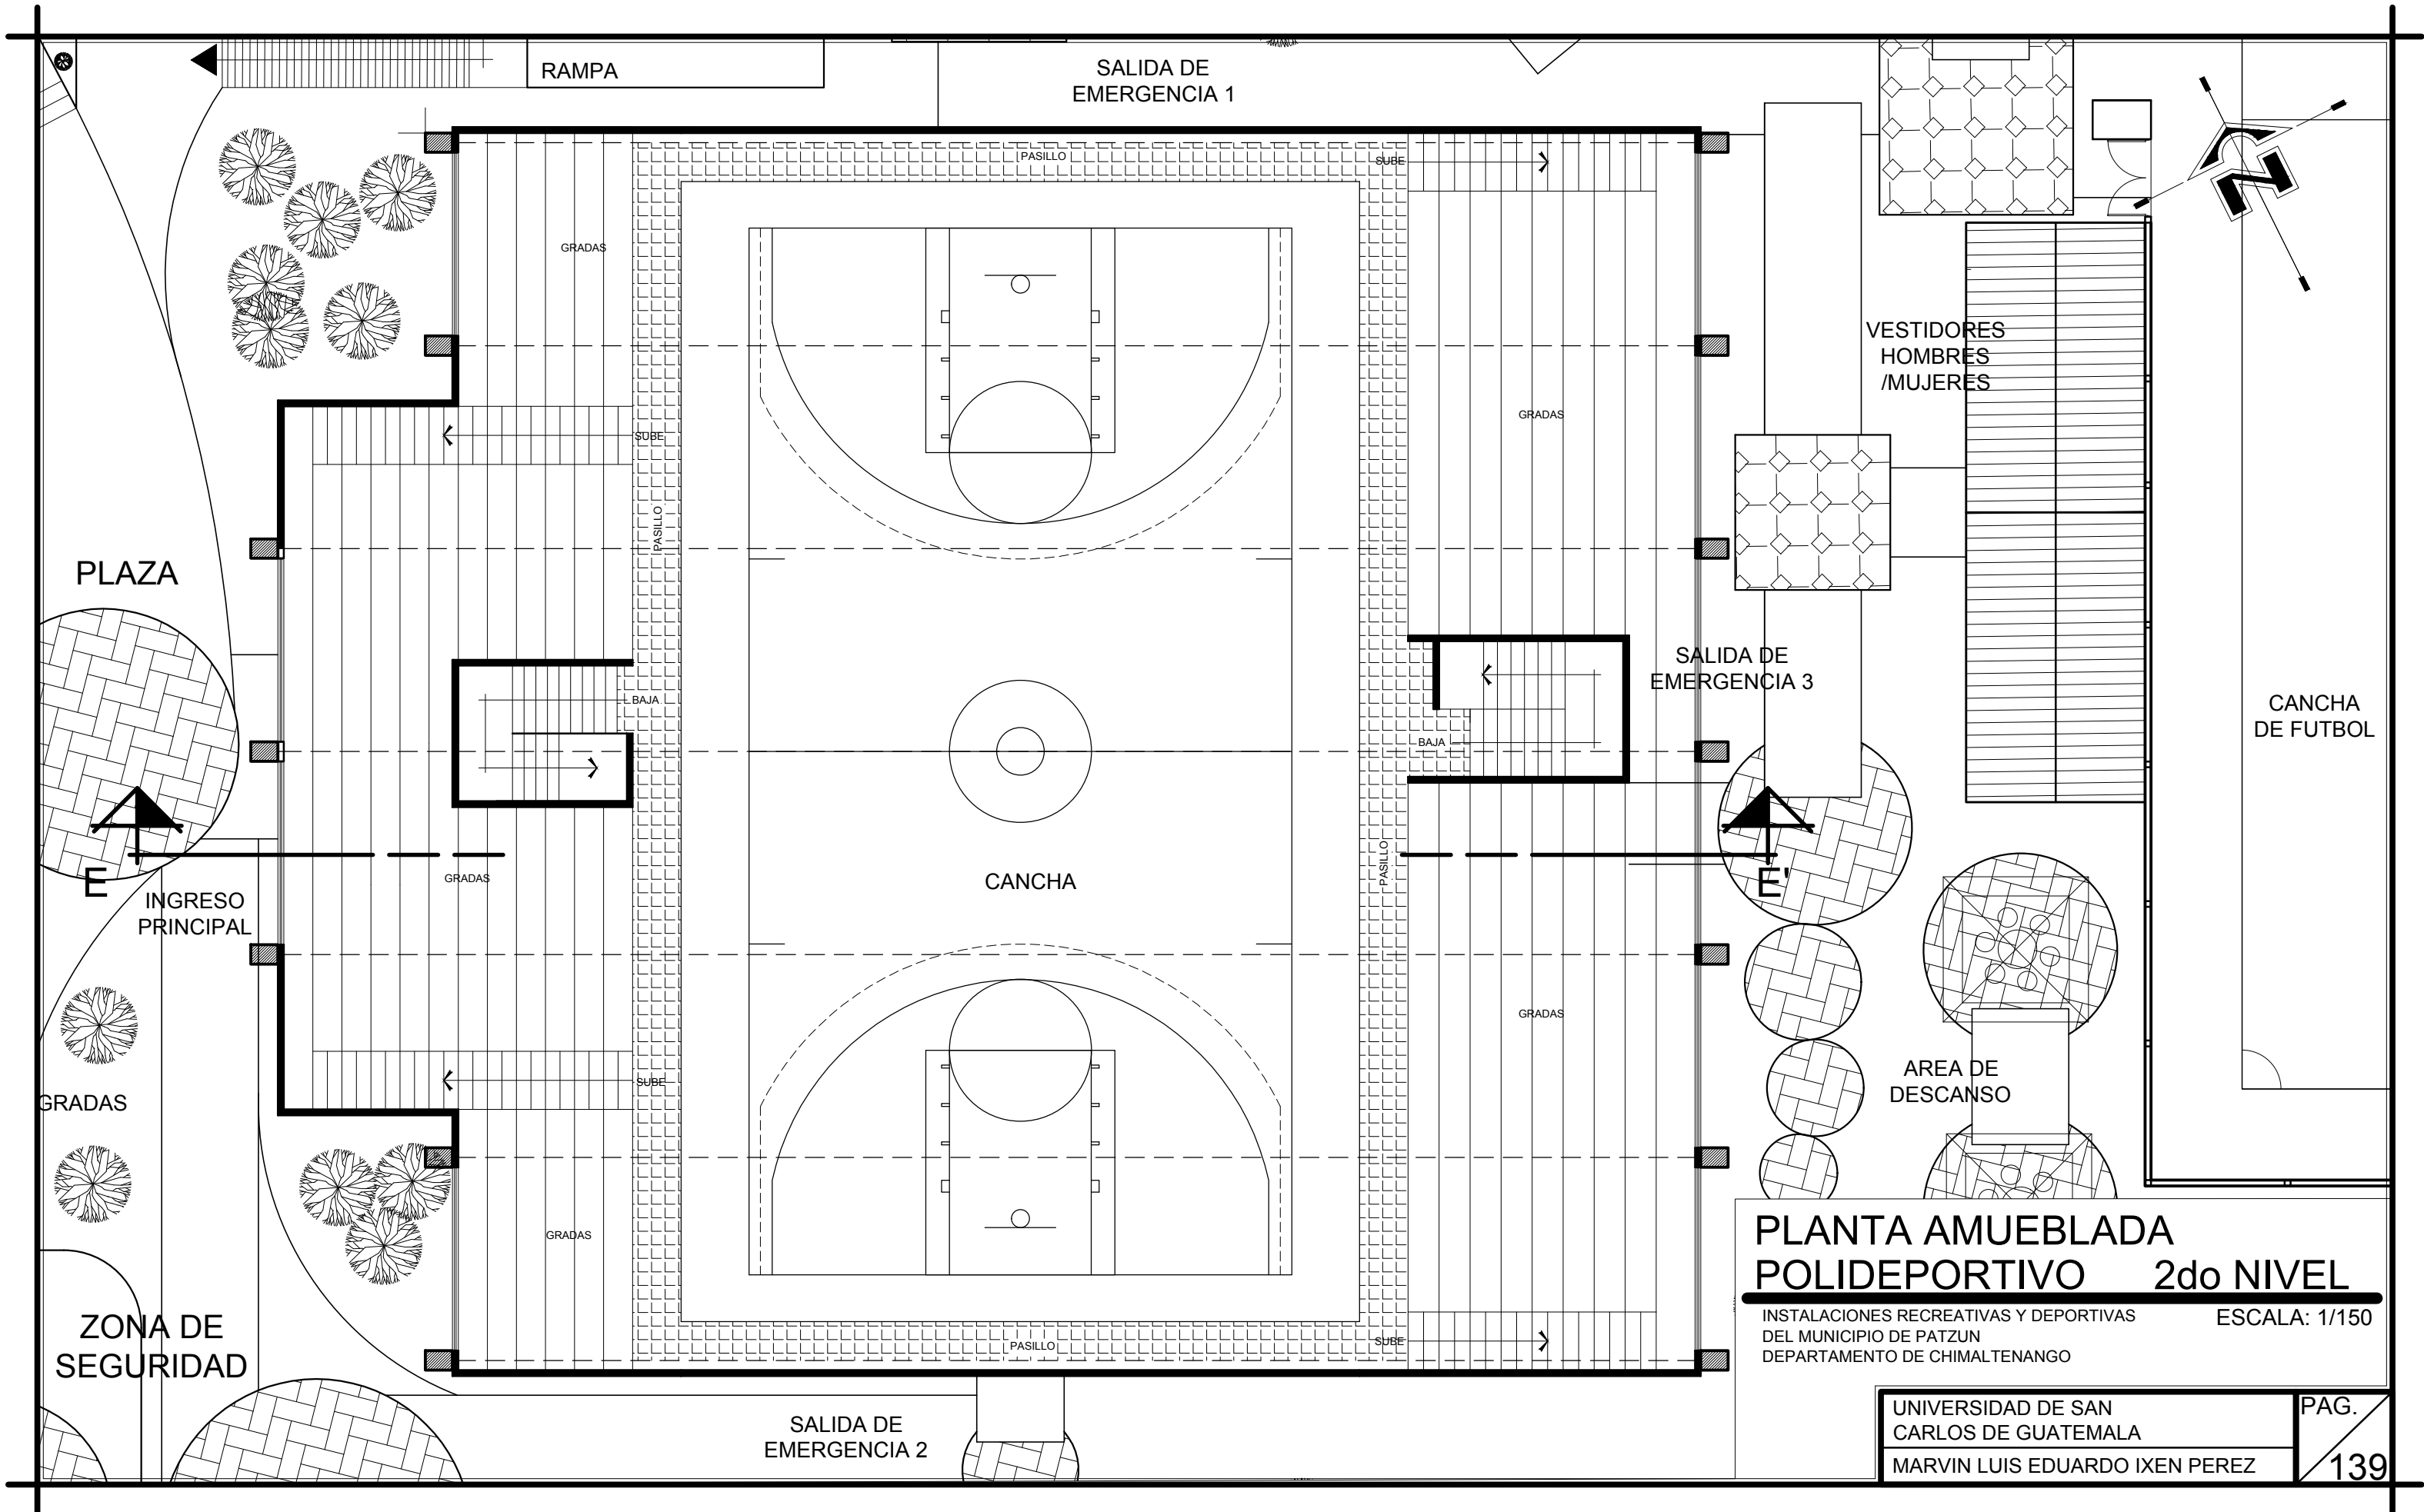 RAMPA
SALIDA DE
EMERGENCIA 1
PASILLO
SUBE
N
GRADAS
VESTIDORES
HOMBRES
/MUJERES
GRADAS
SUBE
PASILLO
PLAZA
SALIDA DE
EMERGENCIA 3
BAJA
CANCHA
DE FUTBOL
BAJA
E
INGRESO
PRINCIPAL
GRADAS
CANCHA
PASILLO
E'
GRADAS
SUBE
GRADAS
AREA DE
DESCANSO
GRADAS
ZONA DE
SEGURIDAD
PASILLO
SUBE
SALIDA DE
EMERGENCIA 2
PLANTA AMUEBLADA
POLIDEPORTIVO 2do NIVEL
INSTALACIONES RECREATIVAS Y DEPORTIVAS
DEL MUNICIPIO DE PATZUN
DEPARTAMENTO DE CHIMALTENANGO
ESCALA: 1/150
UNIVERSIDAD DE SAN
CARLOS DE GUATEMALA
MARVIN LUIS EDUARDO IXEN PEREZ
PAG.
139